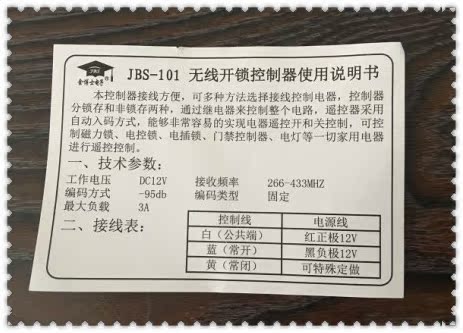 金博士锁业
JBS-101 无线开锁控制器使用说明书
本控制器接线方便，可多种方法选择接线控制电器，控制器
分锁存和非锁存两种，通过继电器来控制整个电路，遥控器采用
自动入码方式，能够非常容易的实现电器遥控开和关控制，可控
制磁力锁、电控锁、电插锁、门禁控制器、电灯等一切家用电器
进行遥控控制。
一、技术参数：
工作电压 DC12V 接收频率 266-433MHZ
编码方式 -95db 编码类型 固定
最大负载 3A
二、接线表：
控制线 电源线
白（公共端） 红正极12V
蓝（常开） 黑负极12V
黄（常闭） 可特殊定做